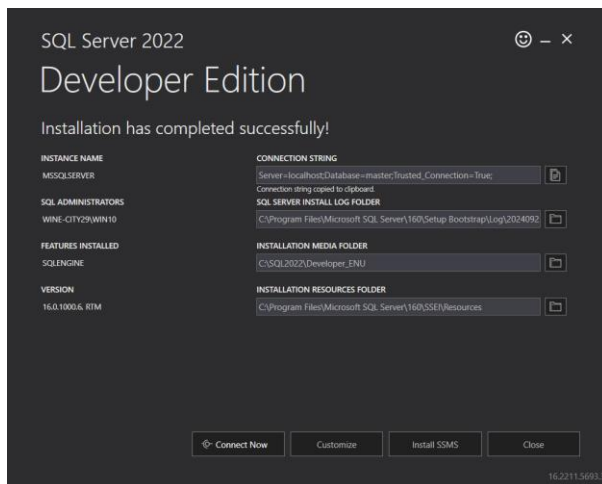 SQL Server 2022
Developer Edition
Installation has completed successfully!
INSTANCE NAME
MSSQLSERVER
CONNECTION STRING
Server=localhost;Database=master;Trusted_Connection=True;
Connection string copied to clipboard.
SQL ADMINISTRATORS
WINE-CITY29\WIN10
SQL SERVER INSTALL LOG FOLDER
C:\Program Files\Microsoft SQL Server\160\Setup Bootstrap\Log\2024092
FEATURES INSTALLED
SQLENGINE
INSTALLATION MEDIA FOLDER
C:\SQL2022\Developer_ENU
VERSION
16.0.1000.6, RTM
INSTALLATION RESOURCES FOLDER
C:\Program Files\Microsoft SQL Server\160\SSEI\Resources
Connect Now
Customize
Install SSMS
Close
16.2211.5693.